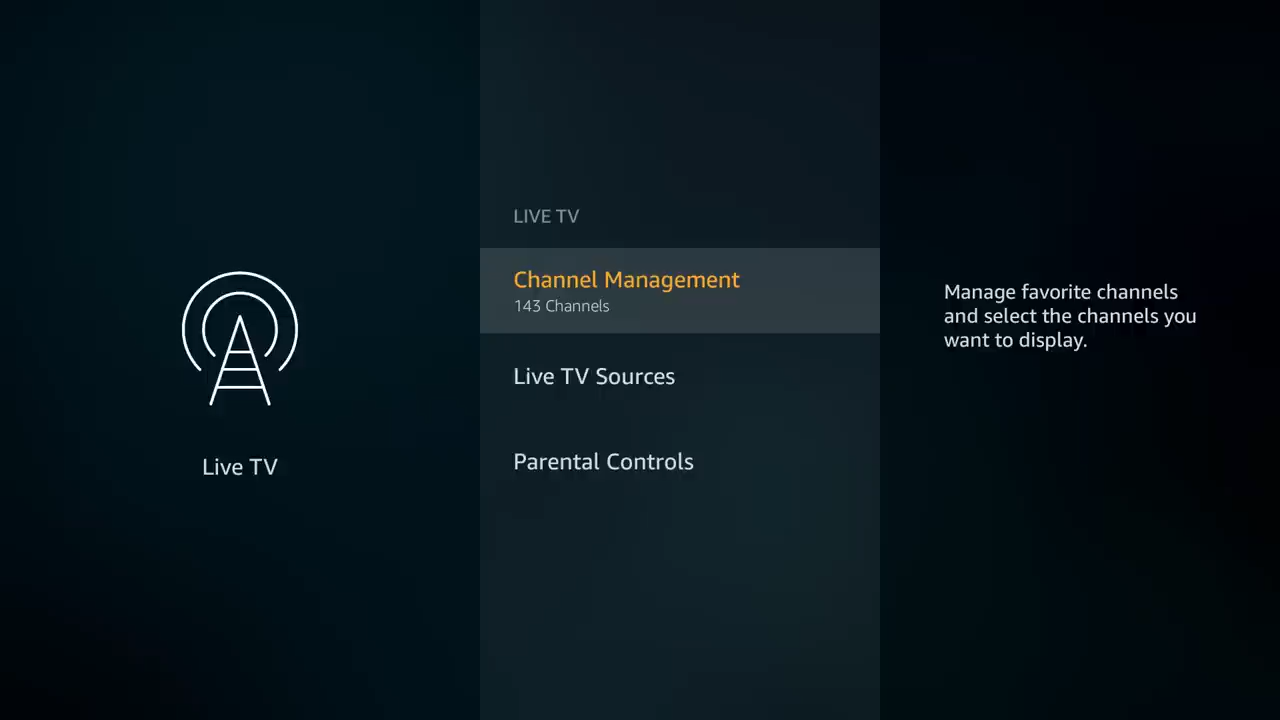 LIVE TV
Channel Management
143 Channels
Live TV Sources
Parental Controls
Live TV
Manage favorite channels
and select the channels you
want to display.